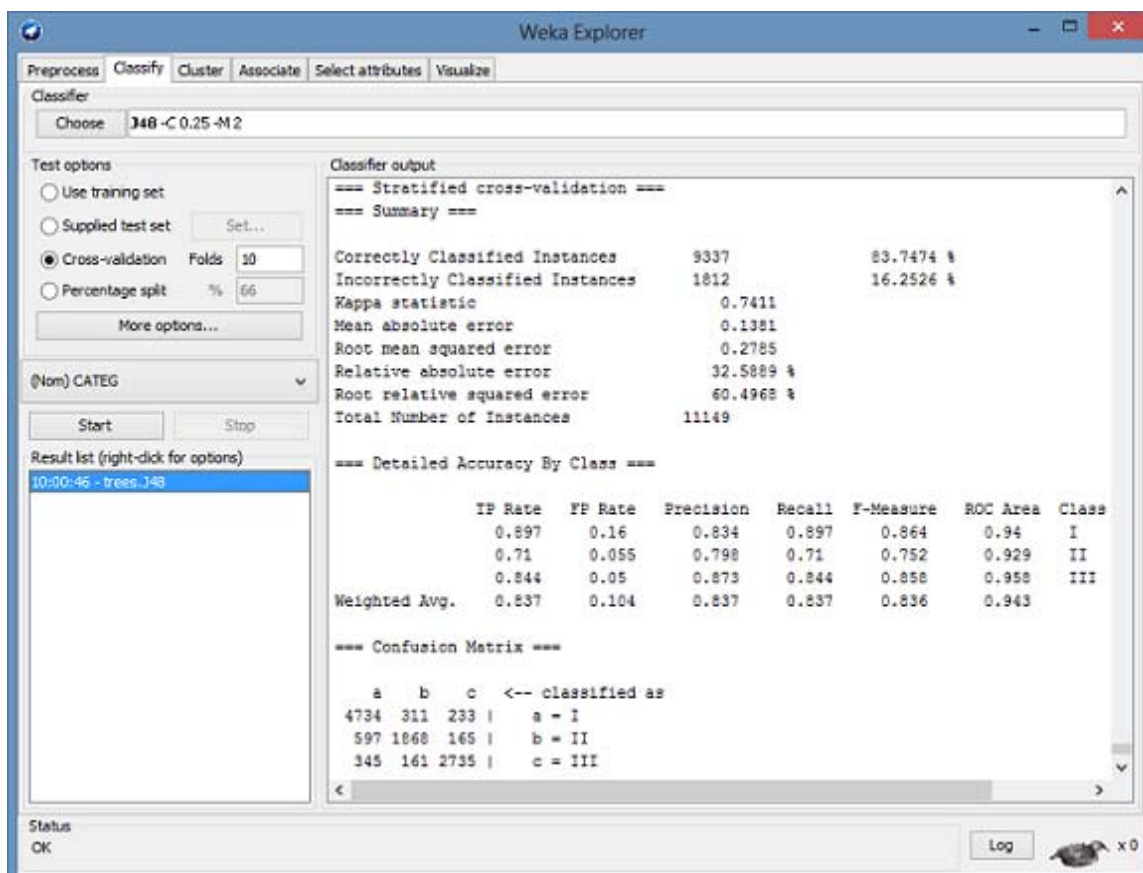 Weka Explorer
Preprocess Classify Cluster Associate Select attributes Visualize
Classifier
Choose J48 -C 0.25 -M 2
Test options
Use training set
Supplied test set Set...
Cross-validation Folds 10
Percentage split % 66
More options...
(Nom) CATEG
Start Stop
Result list (right-click for options)
10:00:46 - trees.J48
Classifier output
=== Stratified cross-validation ===
=== Summary ===
Correctly Classified Instances 9337 83.7474 %
Incorrectly Classified Instances 1812 16.2526 %
Kappa statistic 0.7411
Mean absolute error 0.1381
Root mean squared error 0.2785
Relative absolute error 32.5889 %
Root relative squared error 60.4968 %
Total Number of Instances 11149
=== Detailed Accuracy By Class ===
TP Rate FP Rate Precision Recall F-Measure ROC Area Class
0.897 0.16 0.834 0.897 0.864 0.94 I
0.71 0.055 0.798 0.71 0.752 0.929 II
0.844 0.05 0.873 0.844 0.858 0.958 III
Weighted Avg. 0.837 0.104 0.837 0.837 0.836 0.943
=== Confusion Matrix ===
a b c <-- classified as
4734 311 233 | a = I
597 1868 165 | b = II
345 161 2735 | c = III
Status
OK
Log
x 0